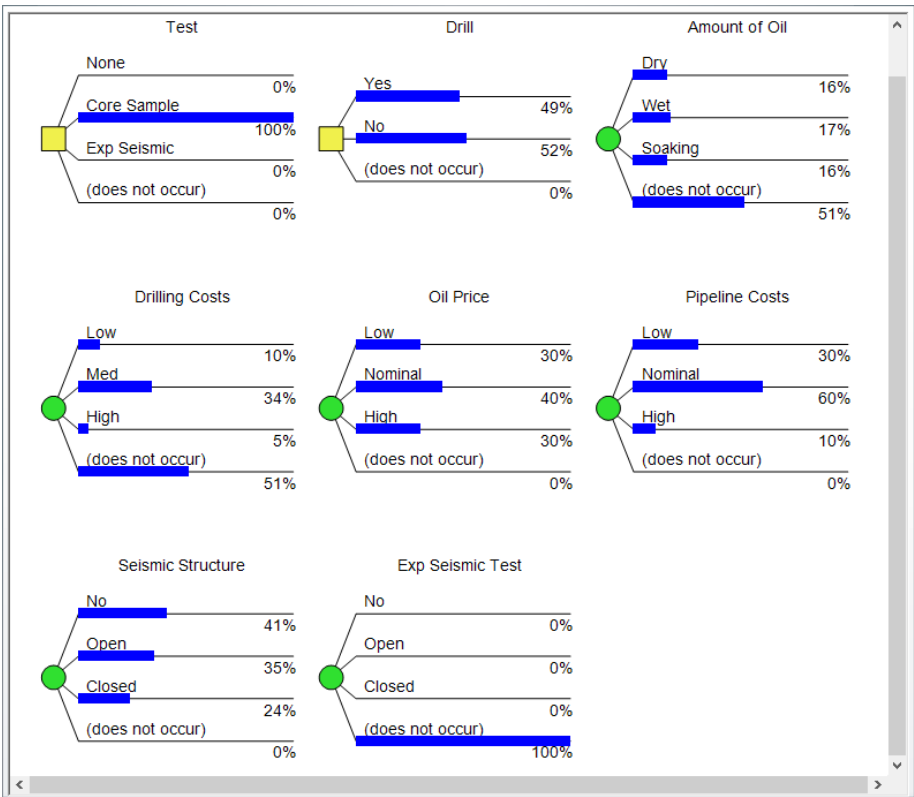 Test
None
0%
Core Sample
100%
Exp Seismic
0%
(does not occur)
0%
Drill
Yes
49%
No
52%
(does not occur)
0%
Amount of Oil
Dry
16%
Wet
17%
Soaking
16%
(does not occur)
51%
Drilling Costs
Low
10%
Med
34%
High
5%
(does not occur)
51%
Oil Price
Low
30%
Nominal
40%
High
30%
(does not occur)
0%
Pipeline Costs
Low
30%
Nominal
60%
High
10%
(does not occur)
0%
Seismic Structure
No
41%
Open
35%
Closed
24%
(does not occur)
0%
Exp Seismic Test
No
0%
Open
0%
Closed
0%
(does not occur)
100%